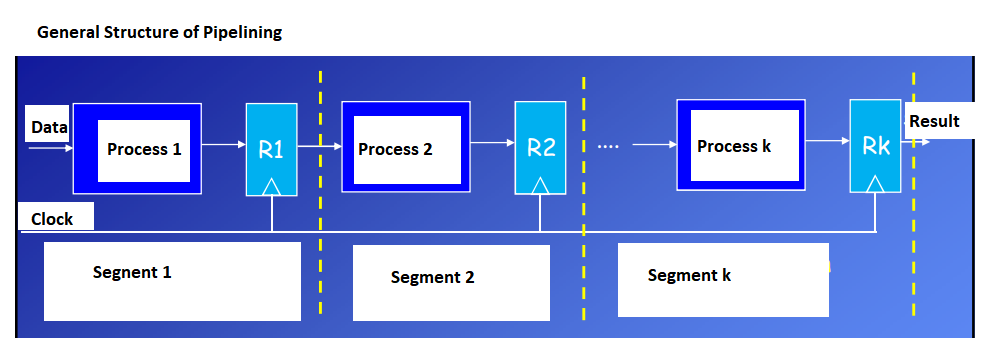 General Structure of Pipelining
Data
Process 1
R1
Process 2
R2
....
Process k
Rk
Result
Clock
Segnent 1
Segment 2
Segment k